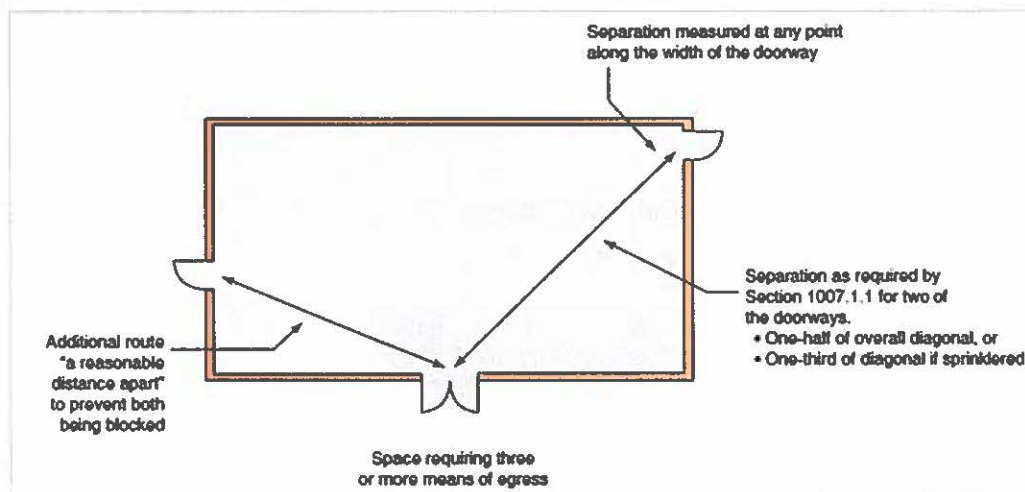 Separation measured at any point
along the width of the doorway
Separation as required by
Section 1007.1.1 for two of
the doorways.
• One-half of overall diagonal, or
• One-third of diagonal if sprinklered
Additional route
"a reasonable
distance apart"
to prevent both
being blocked
Space requiring three
or more means of egress